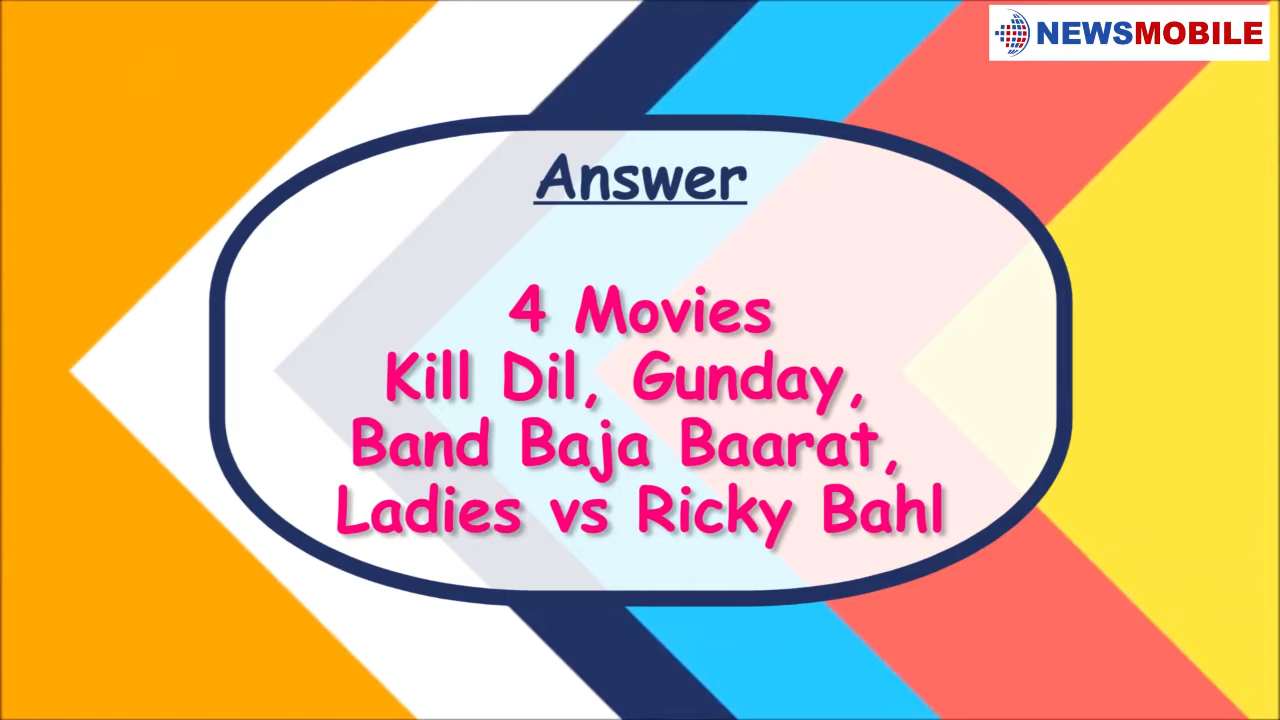 NEWSMOBILE
Answer
4 Movies
Kill Dil, Gunday,
Band Baja Baarat,
Ladies vs Ricky Bahl